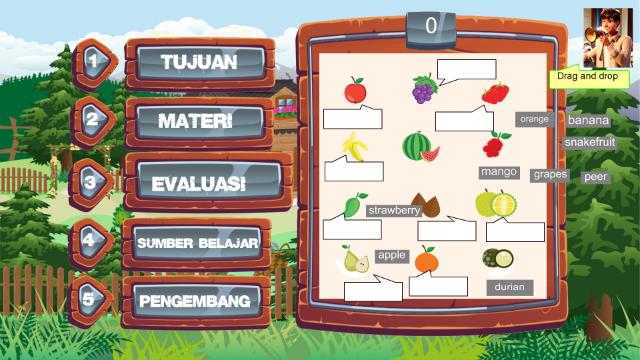 1 TUJUAN
2 MATERI
3 EVALUASI
4 SUMBER BELAJAR
5 PENGEMBANG
0
Drag and drop
orange
banana
snakefruit
mango
grapes
peer
strawberry
apple
durian